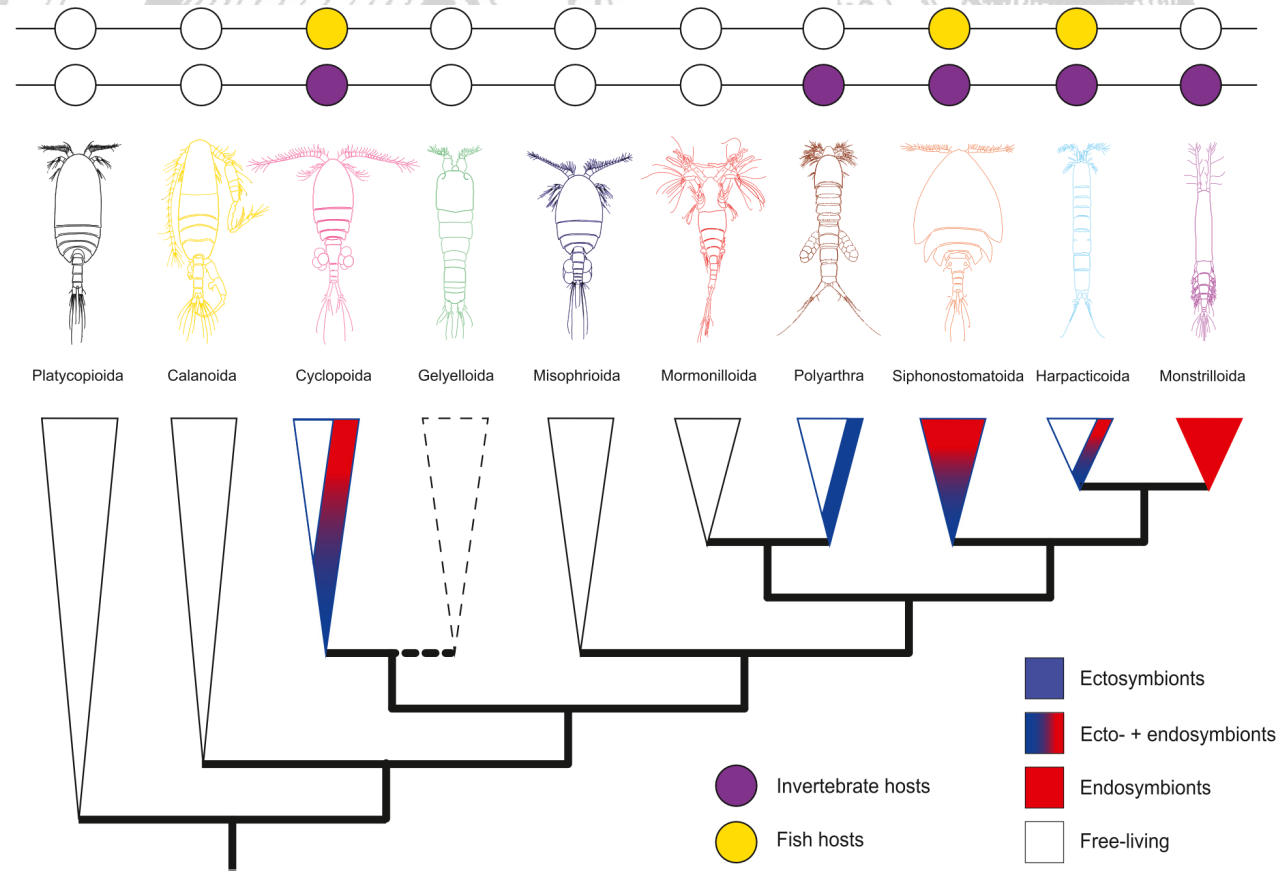 Platycopioida Calanoida Cyclopoida Gelyelloida Misophrioida Mormonilloida Polyarthra Siphonostomatoida Harpacticoida Monstrilloida
Ectosymbionts
Ecto- + endosymbionts
Invertebrate hosts
Endosymbionts
Fish hosts
Free-living